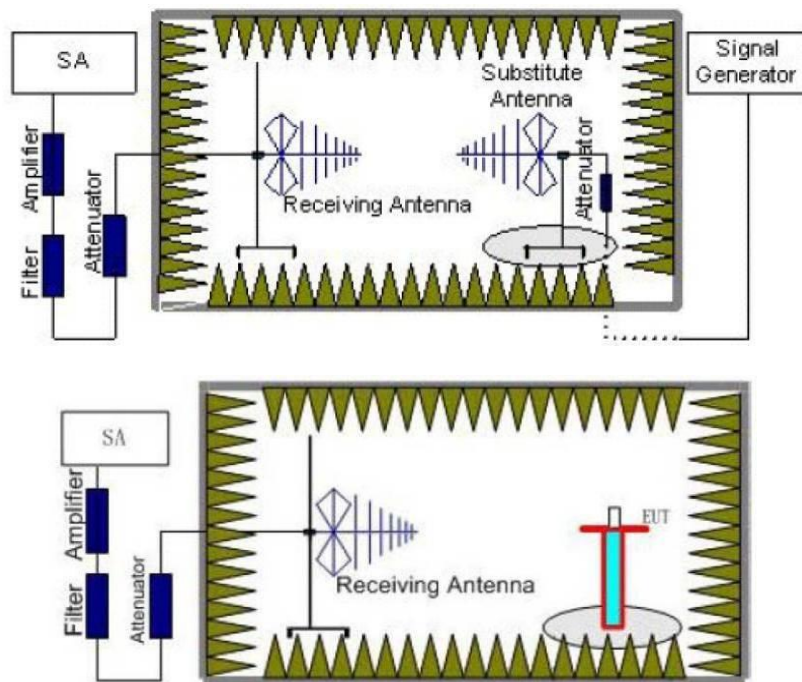 SA
Signal
Generator
Substitute
Antenna
Amplifier
Attenuator
Attenuator
Receiving Antenna
Filter
SA
Amplifier
EUT
Filter
Attenuator
Receiving Antenna